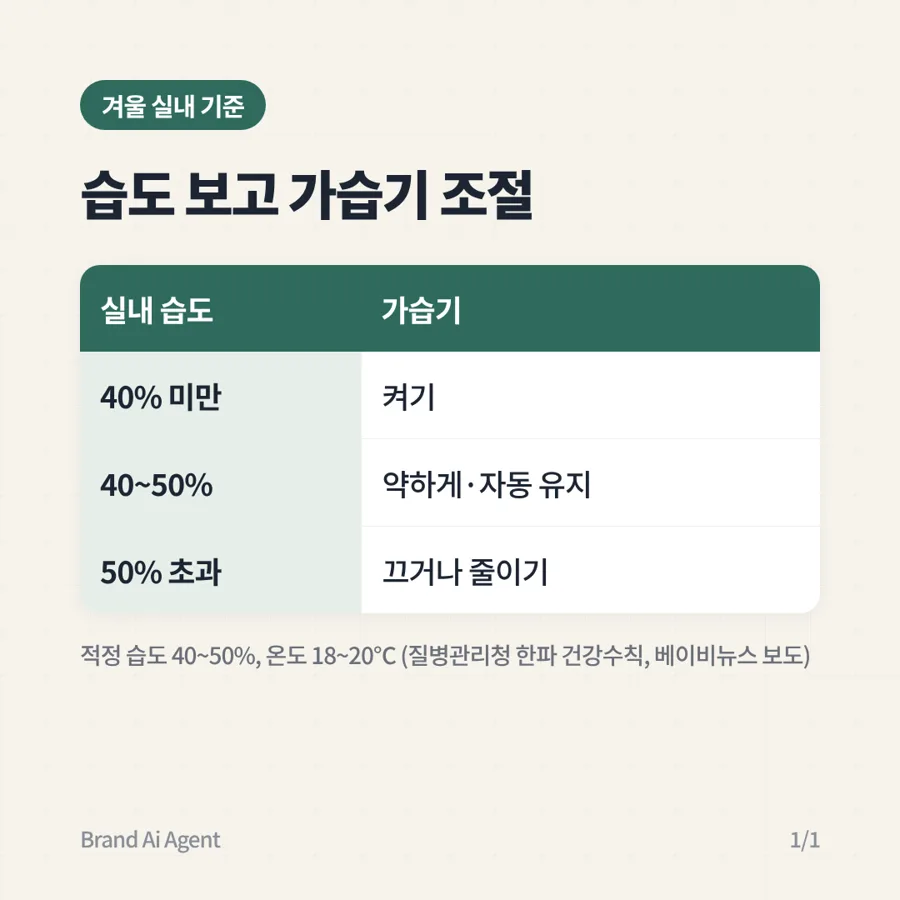 겨울 실내 기준
습도 보고 가습기 조절
실내 습도 가습기
40% 미만 켜기
40~50% 약하게·자동 유지
50% 초과 끄거나 줄이기
적정 습도 40~50%, 온도 18~20°C (질병관리청 한파 건강수칙, 베이비뉴스 보도)
Brand Ai Agent 1/1